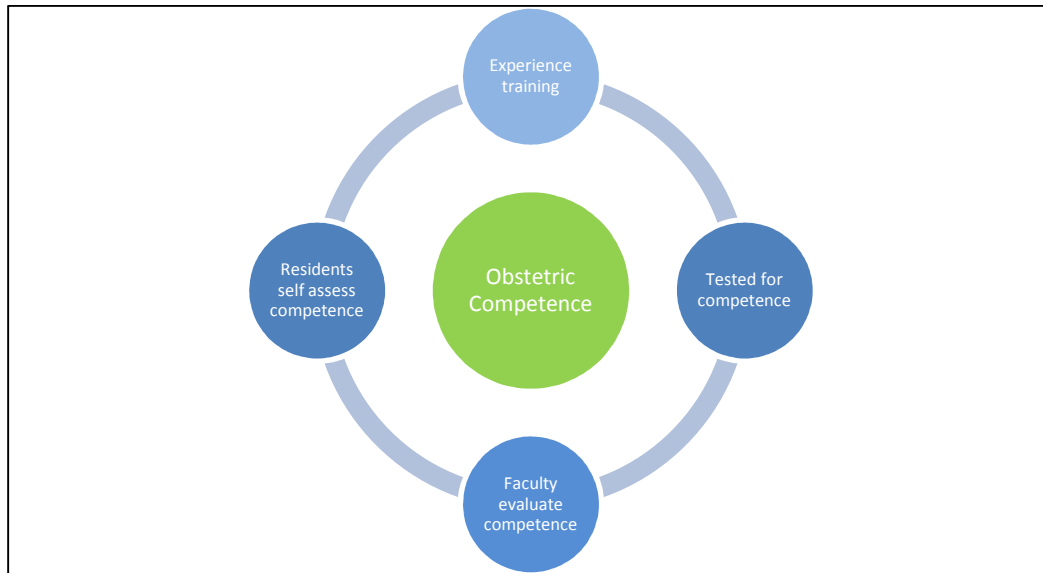 Experience
training
Residents
self assess
competence
Obstetric
Competence
Tested for
competence
Faculty
evaluate
competence